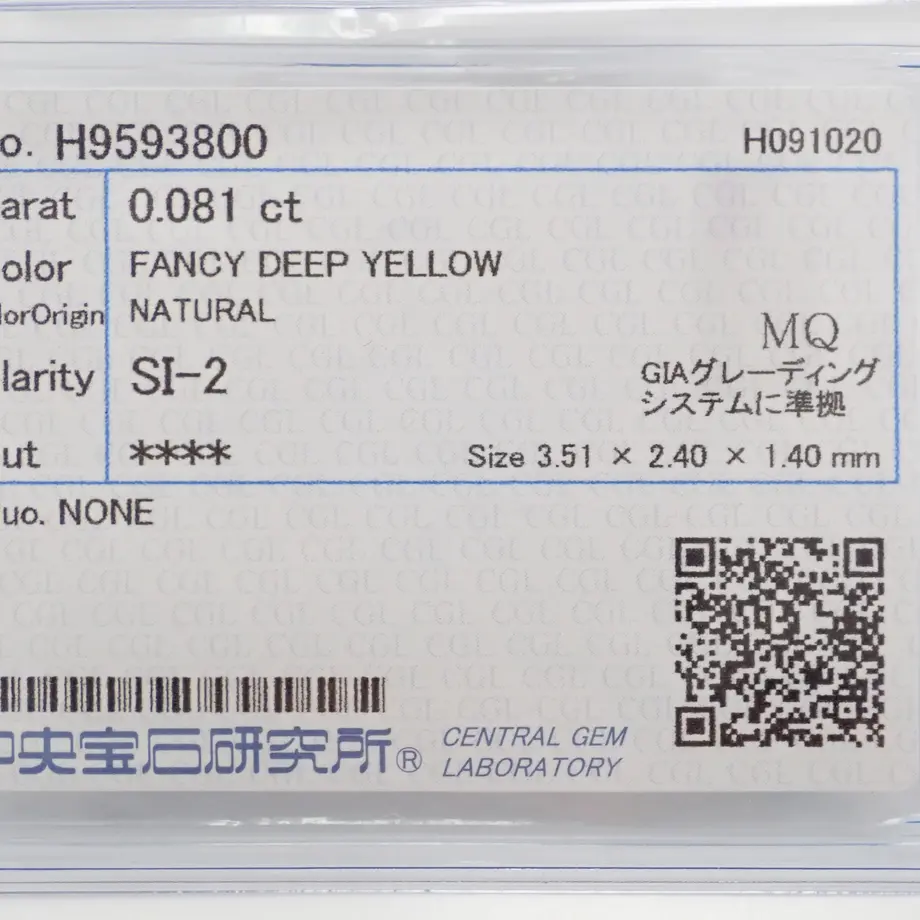 o. H9593800 H091020
arat 0.081 ct
olor FANCY DEEP YELLOW
lorOrigin NATURAL
MQ
larity SI-2
GIAグレーディング
システムに準拠
ut ****
Size 3.51 × 2.40 × 1.40 mm
uo. NONE
中央宝石研究所® CENTRAL GEM
LABORATORY